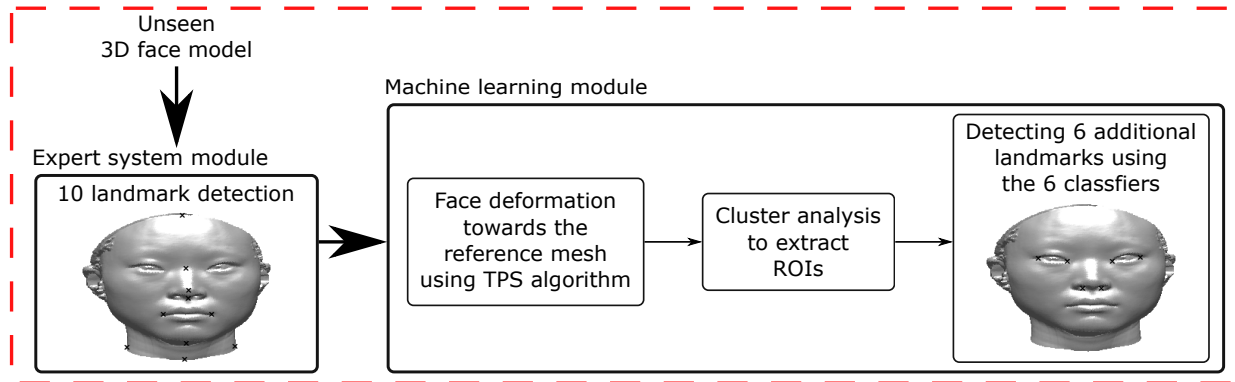 Unseen
3D face model
Expert system module
10 landmark detection
Machine learning module
Face deformation
towards the
reference mesh
using TPS algorithm
Cluster analysis
to extract
ROIs
Detecting 6 additional
landmarks using
the 6 classfiers